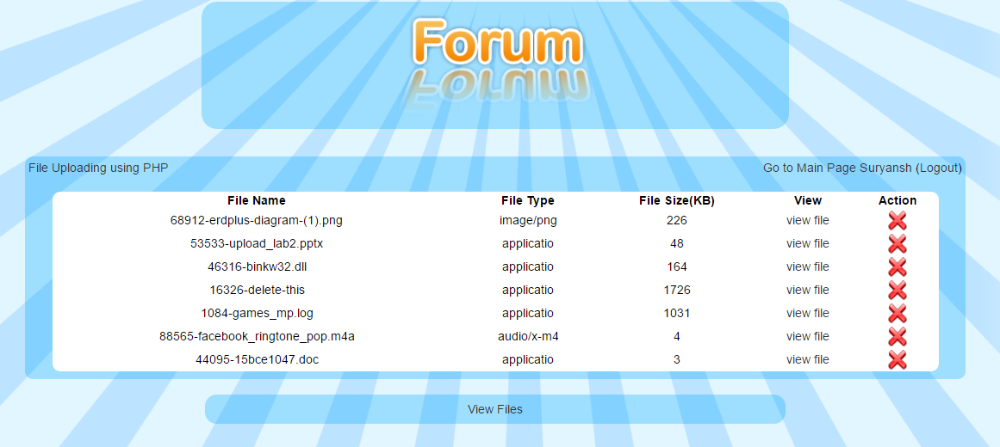 Forum
File Uploading using PHP Go to Main Page Suryansh (Logout)
File Name File Type File Size(KB) View Action
68912-erdplus-diagram-(1).png image/png 226 view file
53533-upload_lab2.pptx applicatio 48 view file
46316-binkw32.dll applicatio 164 view file
16326-delete-this applicatio 1726 view file
1084-games_mp.log applicatio 1031 view file
88565-facebook_ringtone_pop.m4a audio/x-m4 4 view file
44095-15bce1047.doc applicatio 3 view file
View Files